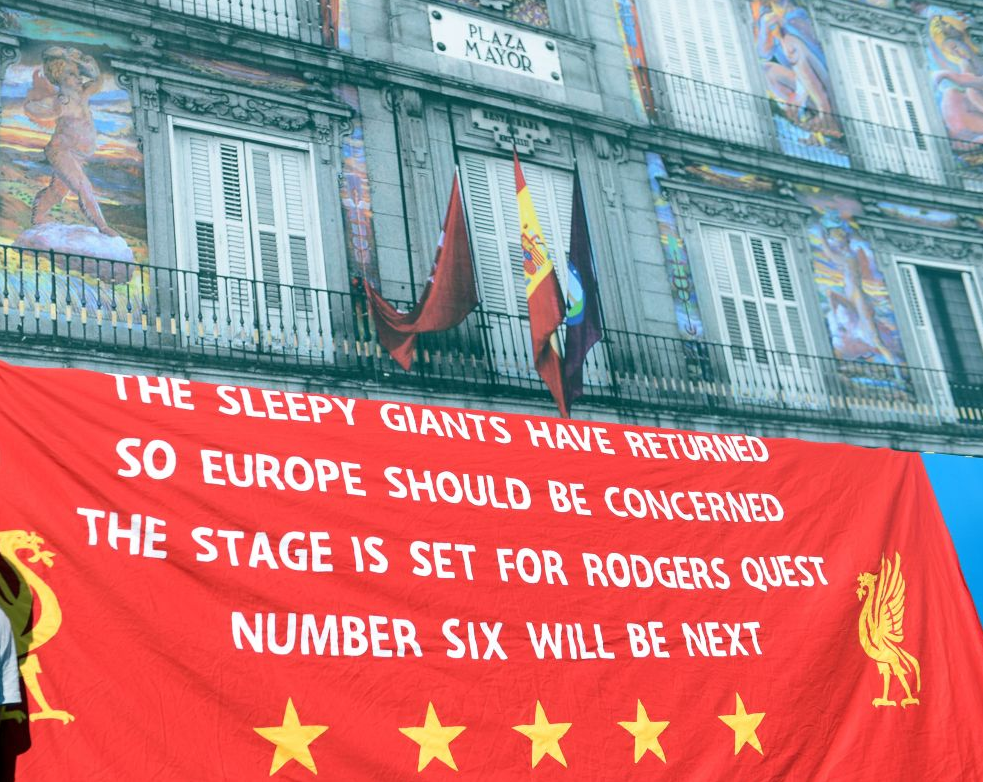 PLAZA
MAYOR
THE SLEEPY GIANTS HAVE RETURNED
SO EUROPE SHOULD BE CONCERNED
THE STAGE IS SET FOR RODGERS QUEST
NUMBER SIX WILL BE NEXT